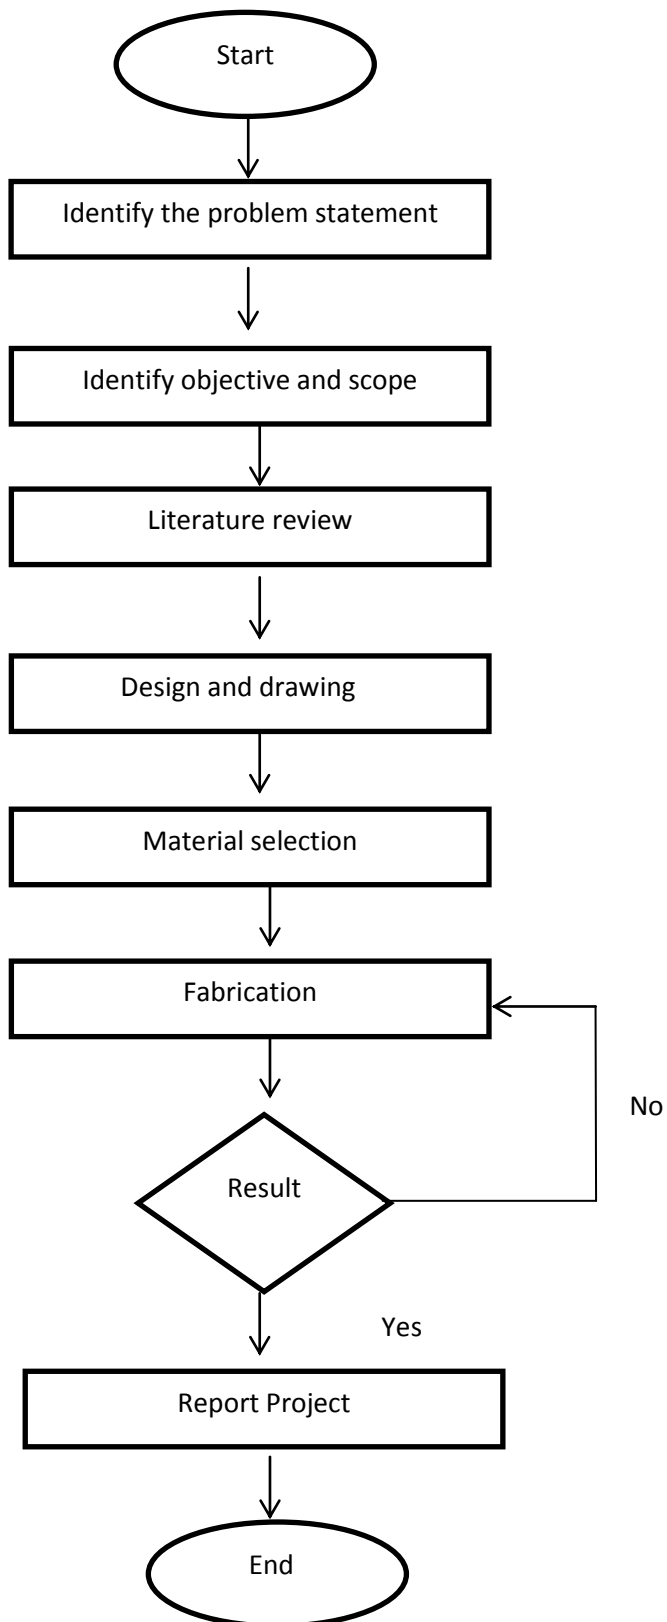 Start
Identify the problem statement
Identify objective and scope
Literature review
Design and drawing
Material selection
Fabrication
No
Result
Yes
Report Project
End